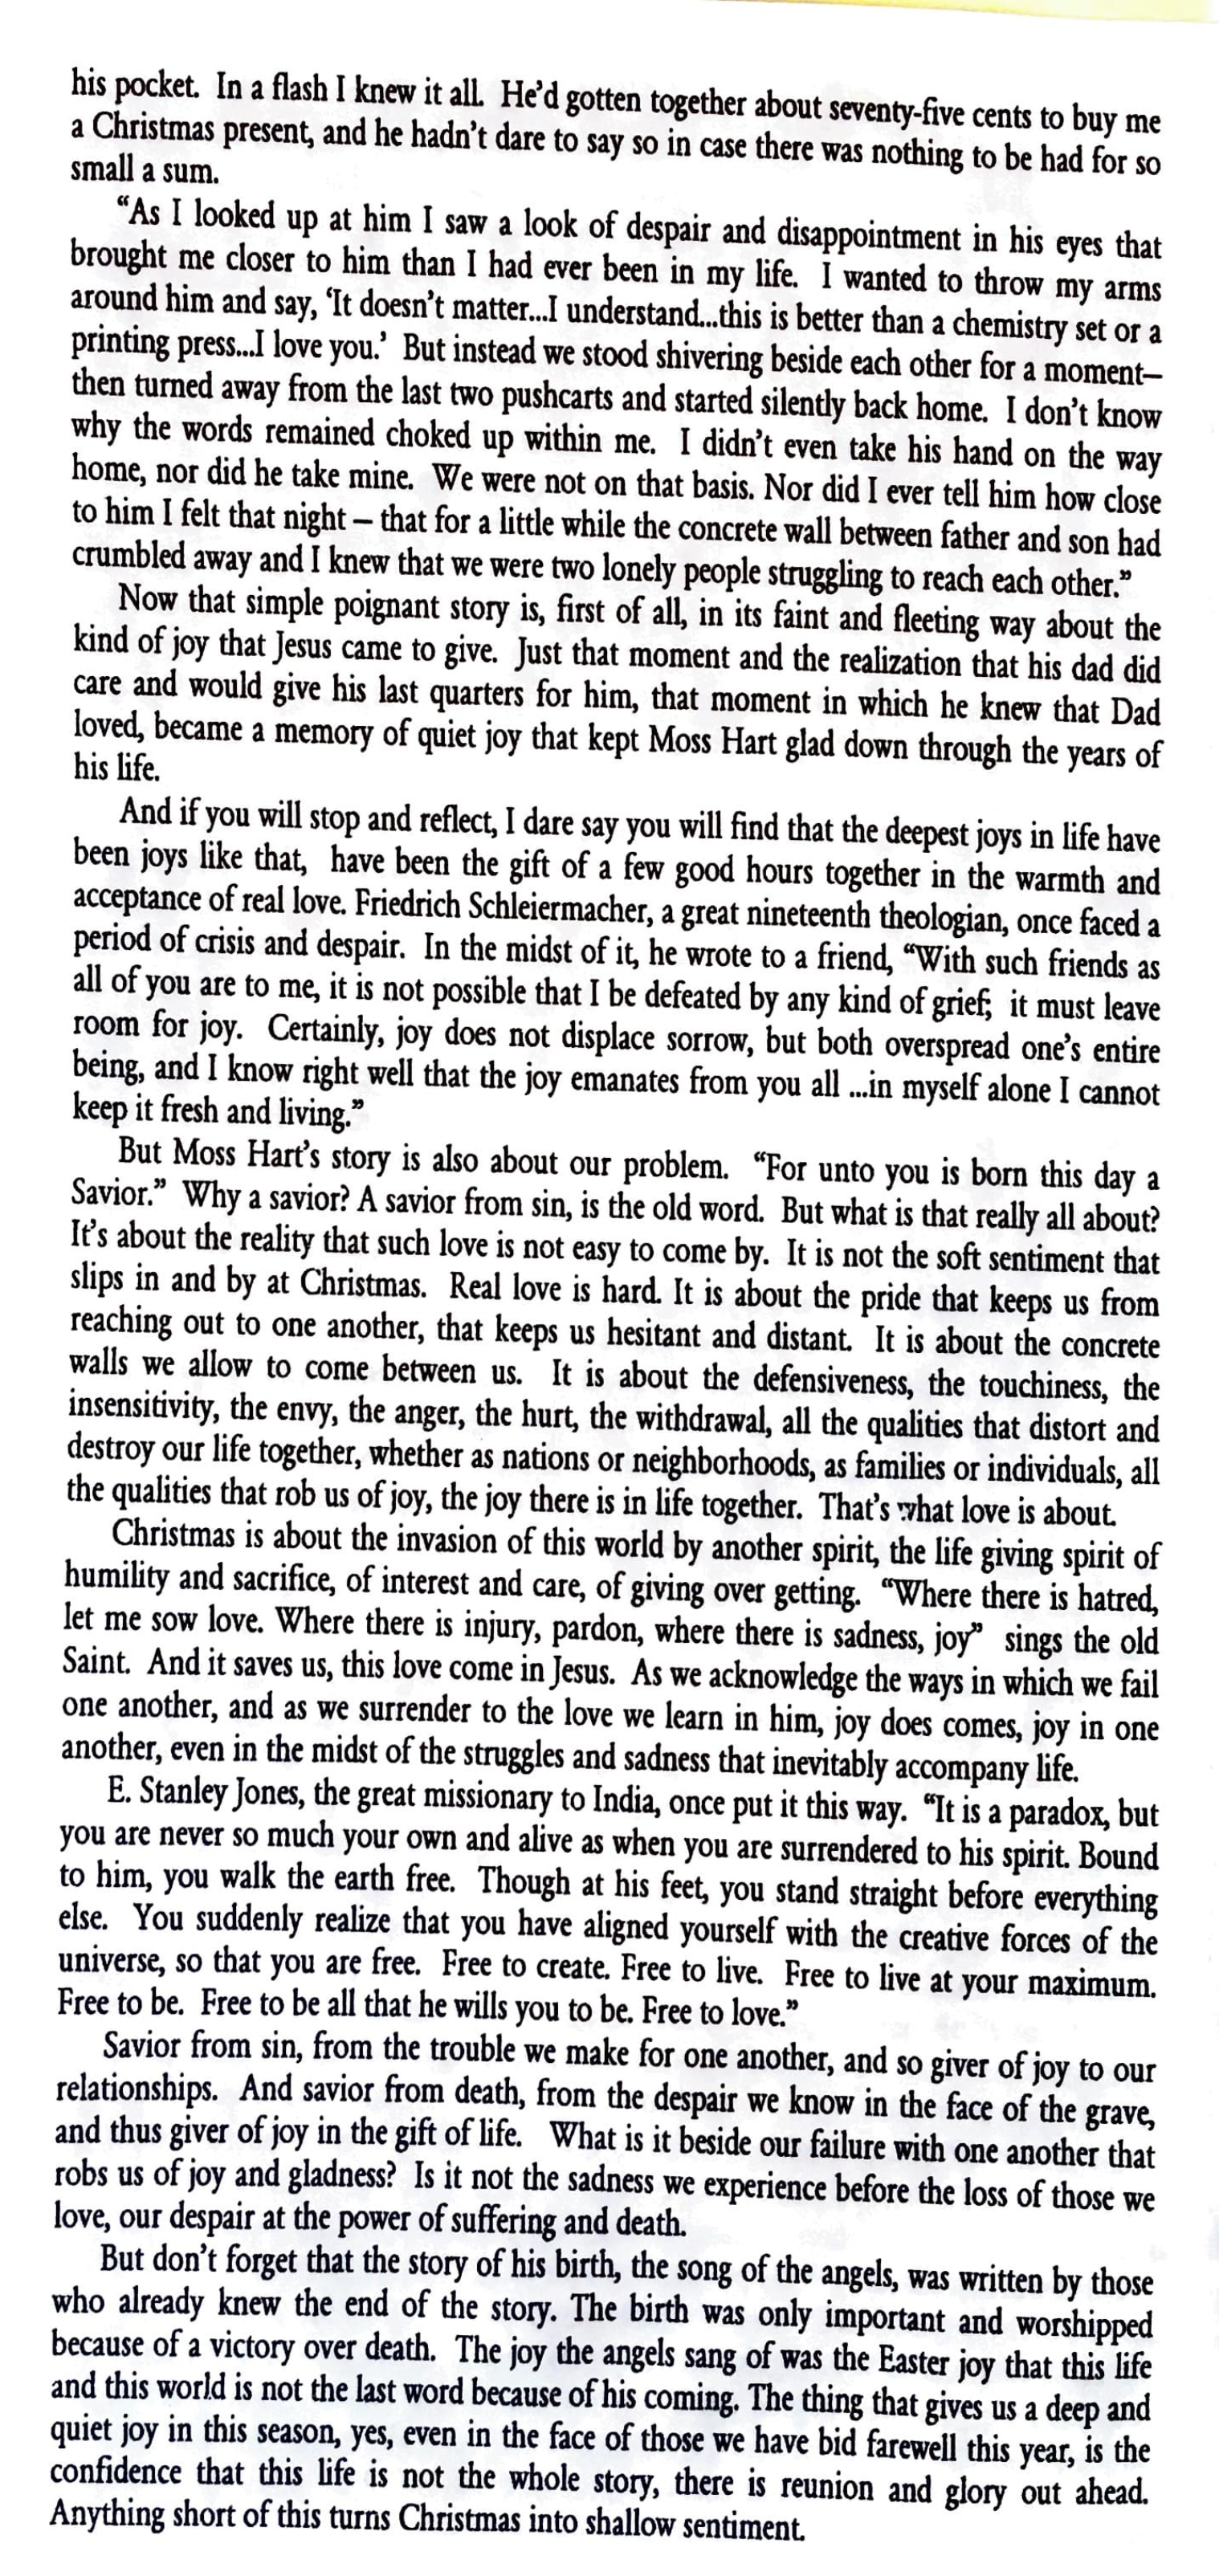 his pocket.  In a flash I knew it all.  He'd gotten together about seventy-five cents to buy me
a Christmas present, and he hadn't dare to say so in case there was nothing to be had for so
small a sum.
"As I looked up at him I saw a look of despair and disappointment in his eyes that
brought me closer to him than I had ever been in my life.  I wanted to throw my arms
around him and say, 'It doesn't matter...I understand...this is better than a chemistry set or a
printing press...I love you.'  But instead we stood shivering beside each other for a moment–
then turned away from the last two pushcarts and started silently back home.  I don't know
why the words remained choked up within me.  I didn't even take his hand on the way
home, nor did he take mine.  We were not on that basis. Nor did I ever tell him how close
to him I felt that night – that for a little while the concrete wall between father and son had
crumbled away and I knew that we were two lonely people struggling to reach each other."
Now that simple poignant story is, first of all, in its faint and fleeting way about the
kind of joy that Jesus came to give.  Just that moment and the realization that his dad did
care and would give his last quarters for him, that moment in which he knew that Dad
loved, became a memory of quiet joy that kept Moss Hart glad down through the years of
his life.
And if you will stop and reflect, I dare say you will find that the deepest joys in life have
been joys like that,  have been the gift of a few good hours together in the warmth and
acceptance of real love. Friedrich Schleiermacher, a great nineteenth theologian, once faced a
period of crisis and despair.  In the midst of it, he wrote to a friend, "With such friends as
all of you are to me, it is not possible that I be defeated by any kind of grief;  it must leave
room for joy.  Certainly, joy does not displace sorrow, but both overspread one's entire
being, and I know right well that the joy emanates from you all ...in myself alone I cannot
keep it fresh and living."
But Moss Hart's story is also about our problem.  "For unto you is born this day a
Savior."  Why a savior? A savior from sin, is the old word.  But what is that really all about?
It's about the reality that such love is not easy to come by.  It is not the soft sentiment that
slips in and by at Christmas.  Real love is hard. It is about the pride that keeps us from
reaching out to one another, that keeps us hesitant and distant.  It is about the concrete
walls we allow to come between us.  It is about the defensiveness, the touchiness, the
insensitivity, the envy, the anger, the hurt, the withdrawal, all the qualities that distort and
destroy our life together, whether as nations or neighborhoods, as families or individuals, all
the qualities that rob us of joy, the joy there is in life together.  That's what love is about.
Christmas is about the invasion of this world by another spirit, the life giving spirit of
humility and sacrifice, of interest and care, of giving over getting.  "Where there is hatred,
let me sow love. Where there is injury, pardon, where there is sadness, joy"  sings the old
Saint.  And it saves us, this love come in Jesus.  As we acknowledge the ways in which we fail
one another, and as we surrender to the love we learn in him, joy does comes, joy in one
another, even in the midst of the struggles and sadness that inevitably accompany life.
E. Stanley Jones, the great missionary to India, once put it this way.  "It is a paradox, but
you are never so much your own and alive as when you are surrendered to his spirit. Bound
to him, you walk the earth free.  Though at his feet, you stand straight before everything
else.  You suddenly realize that you have aligned yourself with the creative forces of the
universe, so that you are free.  Free to create. Free to live.  Free to live at your maximum.
Free to be.  Free to be all that he wills you to be. Free to love."
Savior from sin, from the trouble we make for one another, and so giver of joy to our
relationships.  And savior from death, from the despair we know in the face of the grave,
and thus giver of joy in the gift of life.  What is it beside our failure with one another that
robs us of joy and gladness?  Is it not the sadness we experience before the loss of those we
love, our despair at the power of suffering and death.
But don't forget that the story of his birth, the song of the angels, was written by those
who already knew the end of the story. The birth was only important and worshipped
because of a victory over death.  The joy the angels sang of was the Easter joy that this life
and this world is not the last word because of his coming. The thing that gives us a deep and
quiet joy in this season, yes, even in the face of those we have bid farewell this year, is the
confidence that this life is not the whole story, there is reunion and glory out ahead.
Anything short of this turns Christmas into shallow sentiment.